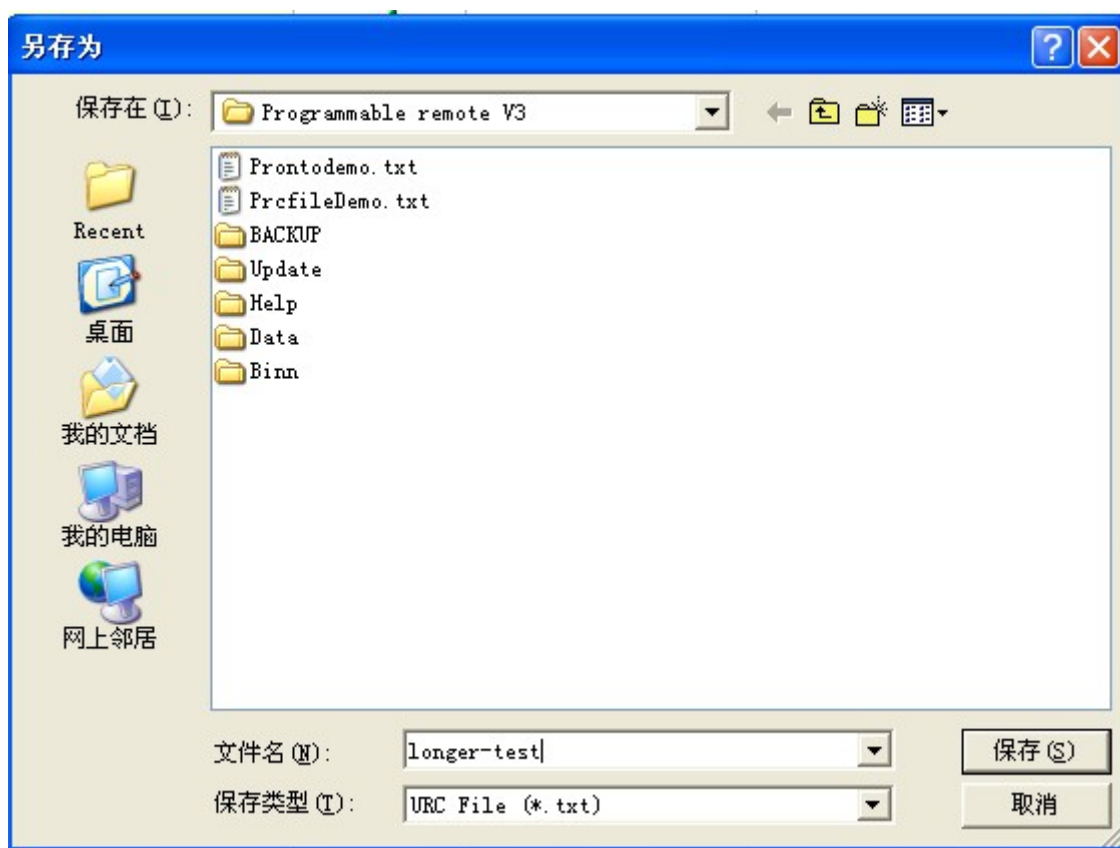 另存为
保存在(I):
Programmable remote V3
Prontodemo.txt
PrcfileDemo.txt
BACKUP
Update
Help
Data
Binn
Recent
桌面
我的文档
我的电脑
网上邻居
文件名(N):
longer-test
保存(S)
保存类型(T):
URC File (*.txt)
取消